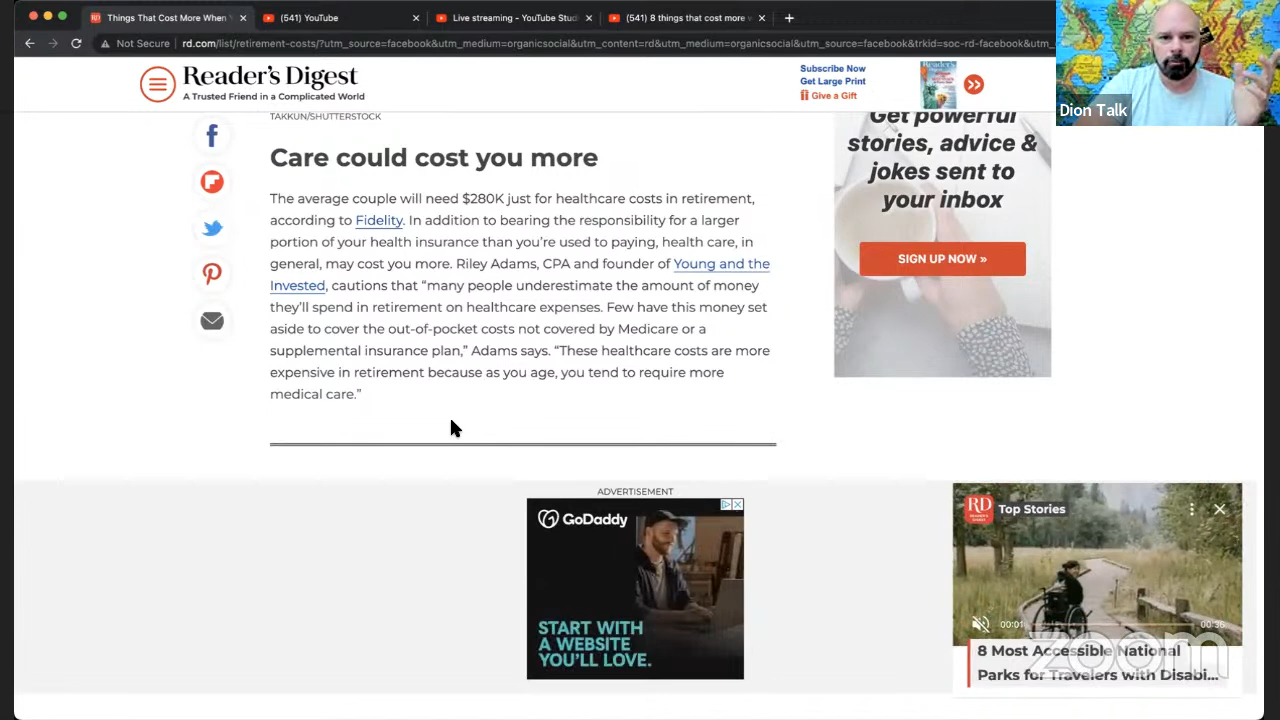 Things That Cost More When Y
(541) YouTube
Live streaming - YouTube Stud
(541) 8 things that cost more w
Not Secure
rd.com/list/retirement-costs/?utm_source=facebook&utm_medium=organicsocial&utm_content=rd&utm_medium=organicsocial&utm_source=facebook&trkid=soc-rd-facebook&utm_
Dion Talk
Reader's Digest
A Trusted Friend in a Complicated World
Subscribe Now
Get Large Print
Give a Gift
TAKKUN/SHUTTERSTOCK
Care could cost you more
The average couple will need $280K just for healthcare costs in retirement,
according to Fidelity. In addition to bearing the responsibility for a larger
portion of your health insurance than you're used to paying, health care, in
general, may cost you more. Riley Adams, CPA and founder of Young and the
Invested, cautions that “many people underestimate the amount of money
they'll spend in retirement on healthcare expenses. Few have this money set
aside to cover the out-of-pocket costs not covered by Medicare or a
supplemental insurance plan,” Adams says. “These healthcare costs are more
expensive in retirement because as you age, you tend to require more
medical care.”
Get powerful
stories, advice &
jokes sent to
your inbox
SIGN UP NOW »
ADVERTISEMENT
GoDaddy
START WITH
A WEBSITE
YOU'LL LOVE.
RD
Top Stories
00:01
00:36
8 Most Accessible National
Parks for Travelers with Disabi...
zoom